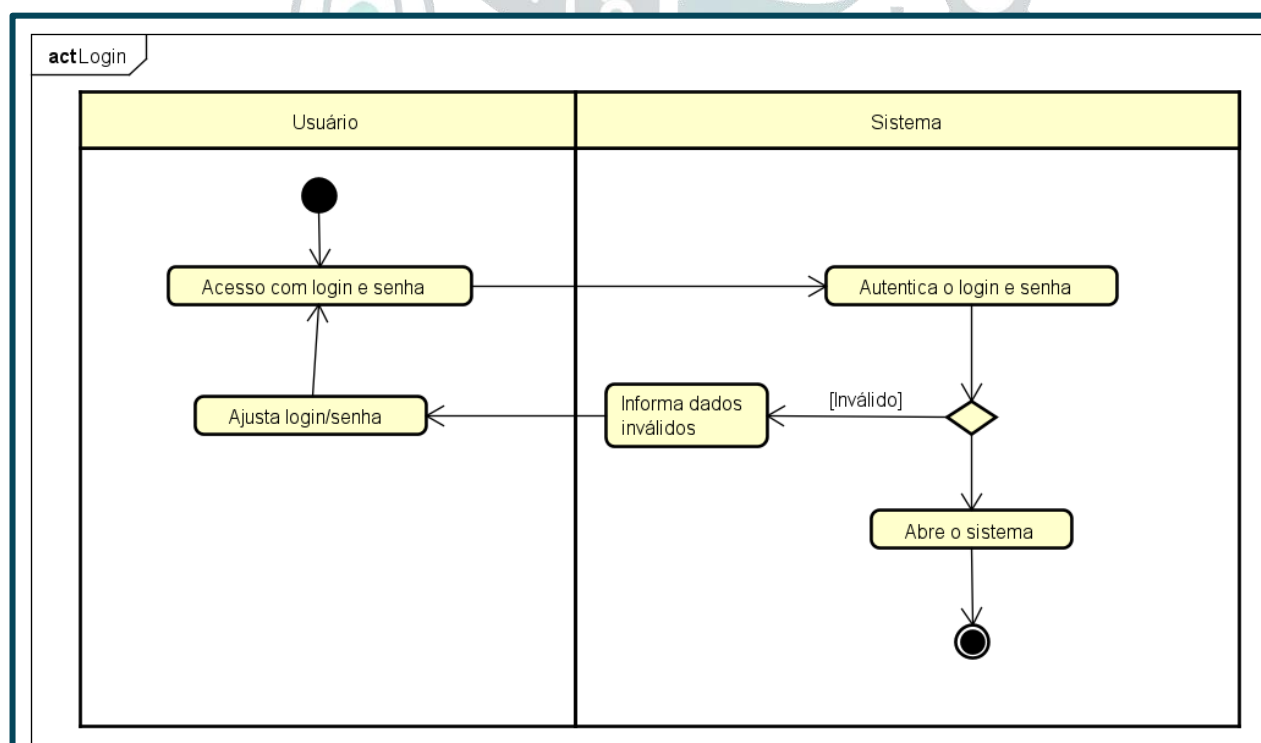 actLogin
Usuário
Sistema
Acesso com login e senha
Autentica o login e senha
Ajusta login/senha
Informa dados
inválidos
[Inválido]
Abre o sistema